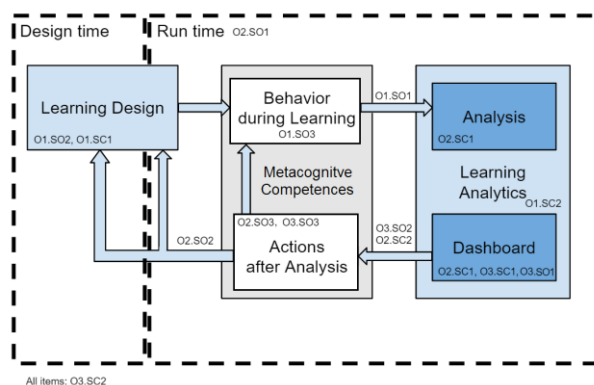 Design time
Run time O2.SO1
Learning Design
O1.SO2, O1.SC1
Behavior
during Learning
O1.SO3
O1.SO1
Analysis
O2.SC1
Metacognitve
Competences
Learning
Analytics
O1.SC2
O2.SO3, O3.SO3
Actions
after Analysis
O2.SO2
O3.SO2
O2.SC2
Dashboard
O2.SC1, O3.SC1, O3.SO1
All items: O3.SC2